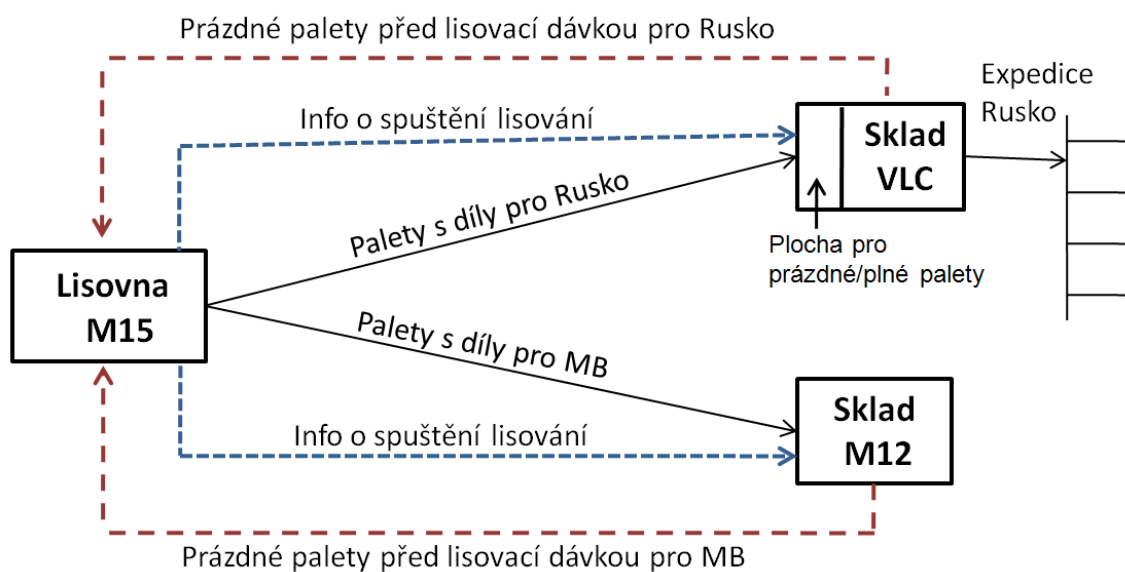 Prázdné palety před lisovací dávkou pro Rusko
Expedice
Rusko
Info o spuštění lisování
Sklad
VLC
Palety s díly pro Rusko
Plocha pro
prázdné/plné palety
Lisovna
M15
Palety s díly pro MB
Sklad
M12
Info o spuštění lisování
Prázdné palety před lisovací dávkou pro MB